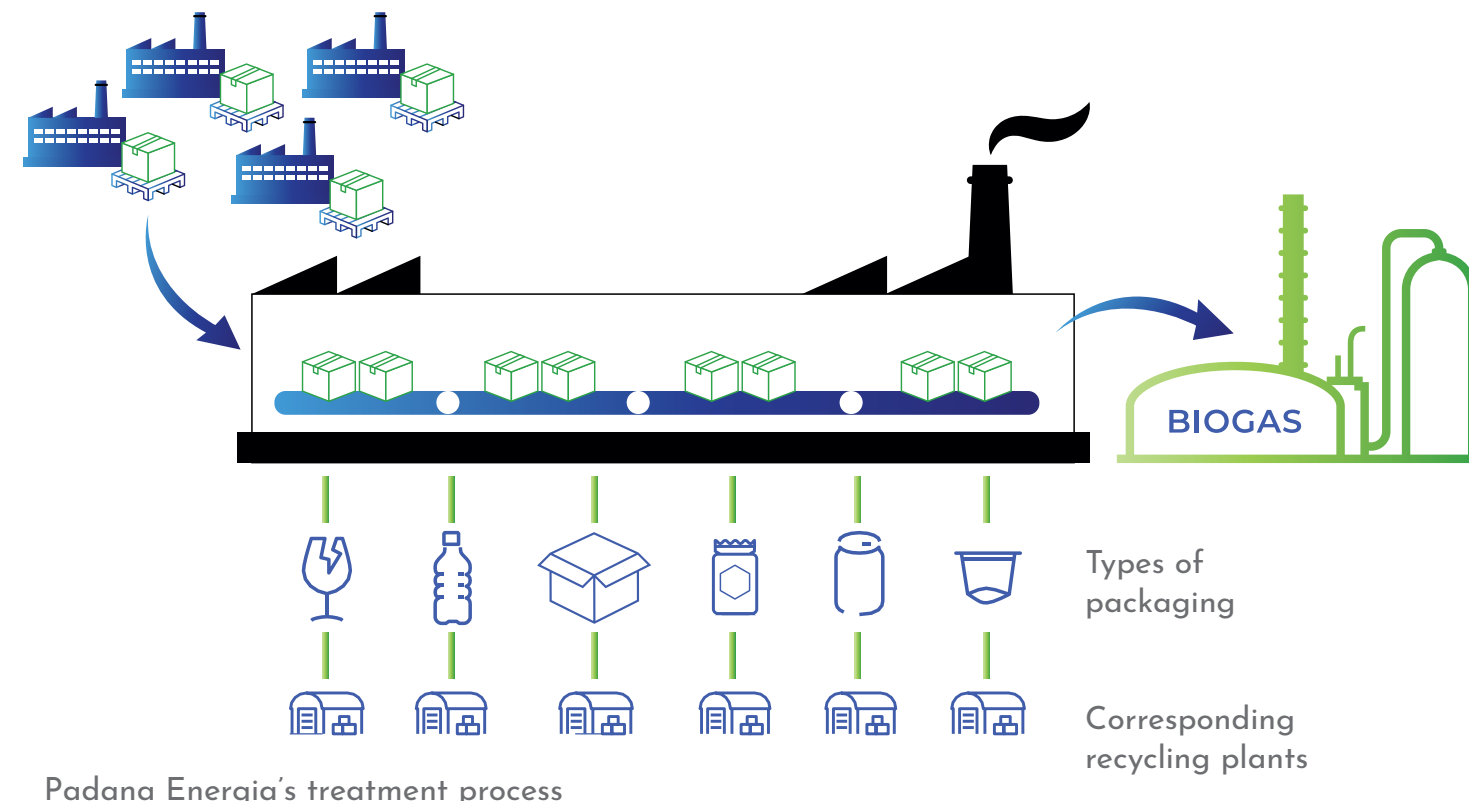 BIOGAS
Types of
packaging
Corresponding
recycling plants
Padana Energia's treatment process